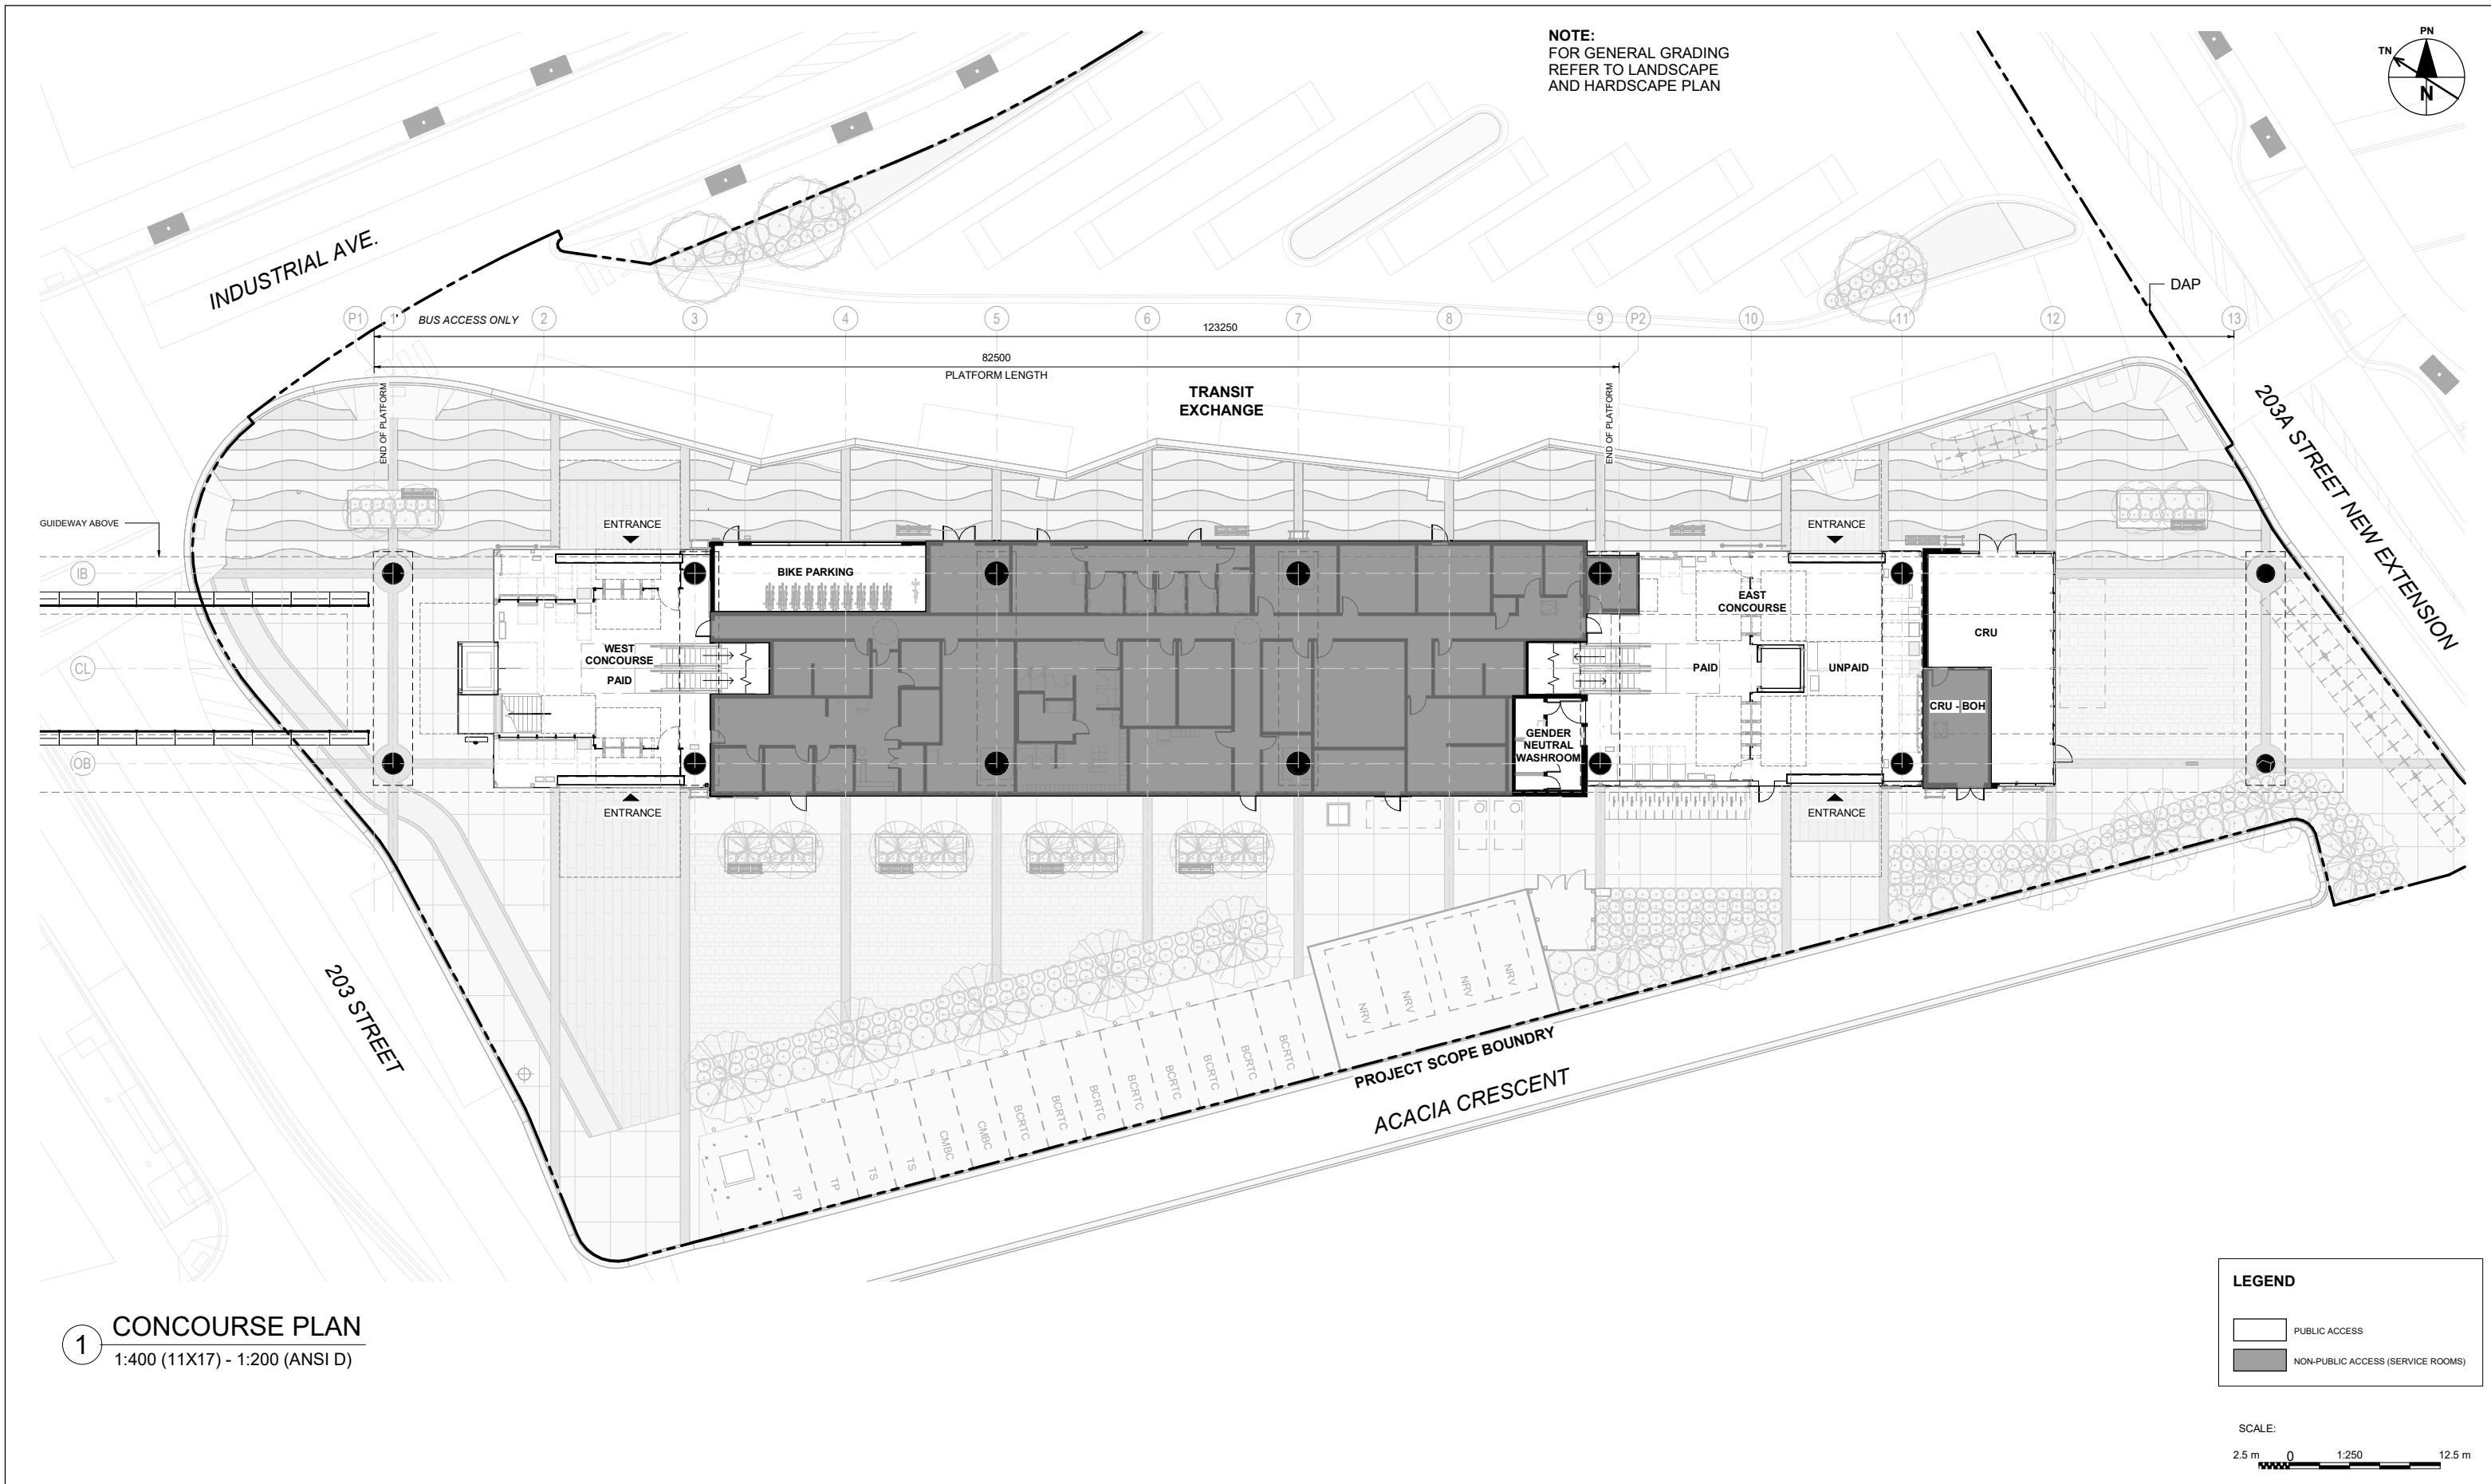 NOTE:
FOR GENERAL GRADING
REFER TO LANDSCAPE
AND HARDSCAPE PLAN
PN
TN
N
INDUSTRIAL AVE.
DAP
P1
1
BUS ACCESS ONLY
2
3
4
5
6
7
8
9
P2
10
11
12
13
123250
82500
PLATFORM LENGTH
TRANSIT
EXCHANGE
END OF PLATFORM
END OF PLATFORM
203A STREET NEW EXTENSION
GUIDEWAY ABOVE
ENTRANCE
ENTRANCE
IB
BIKE PARKING
EAST
CONCOURSE
CRU
WEST
CONCOURSE
PAID
CL
PAID
UNPAID
CRU - BOH
GENDER
NEUTRAL
WASHROOM
OB
ENTRANCE
ENTRANCE
203 STREET
NRV
NRV
NRV
NRV
BCRTC
BCRTC
BCRTC
BCRTC
BCRTC
BCRTC
BCRTC
BCRTC
CMBC
CMBC
TS
TS
TP
TP
PROJECT SCOPE BOUNDRY
ACACIA CRESCENT
1
CONCOURSE PLAN
1:400 (11X17) - 1:200 (ANSI D)
LEGEND
PUBLIC ACCESS
NON-PUBLIC ACCESS (SERVICE ROOMS)
SCALE:
2.5 m 0 1:250 12.5 m